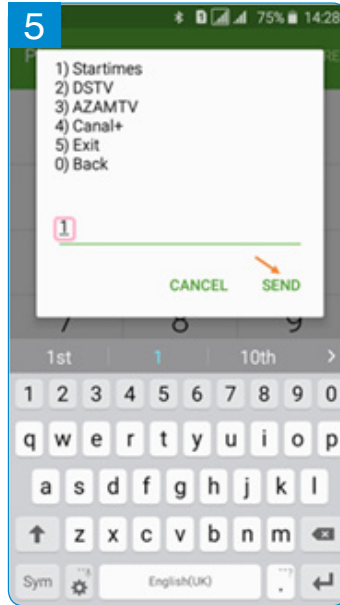 5
75% 14:28
1) Startimes
2) DSTV
3) AZAMTV
4) Canal+
5) Exit
0) Back
1
CANCEL SEND
7 8 9
1st 1 10th >
1 2 3 4 5 6 7 8 9 0
q w e r t y u i o p
a s d f g h j k l
z x c v b n m
Sym English(UK) .